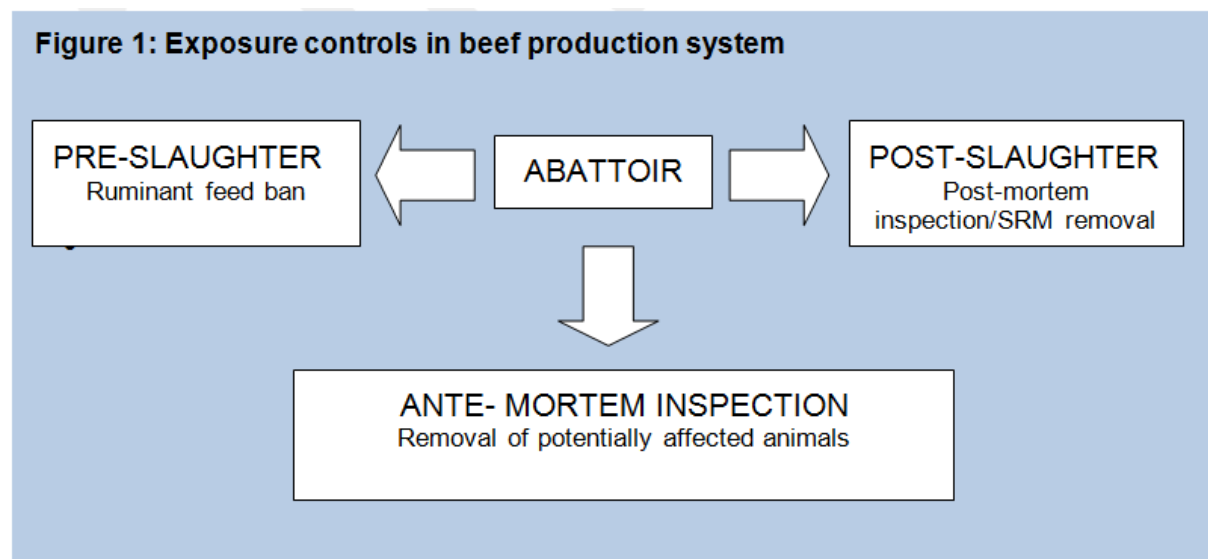 Figure 1: Exposure controls in beef production system
PRE-SLAUGHTER
Ruminant feed ban
ABATTOIR
POST-SLAUGHTER
Post-mortem
inspection/SRM removal
ANTE- MORTEM INSPECTION
Removal of potentially affected animals